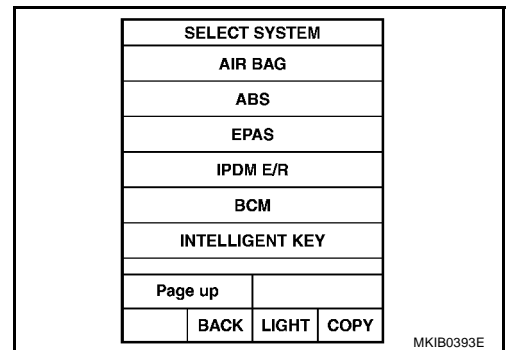 SELECT SYSTEM
AIR BAG
ABS
EPAS
IPDM E/R
BCM
INTELLIGENT KEY
Page up
BACK LIGHT COPY
MKIB0393E